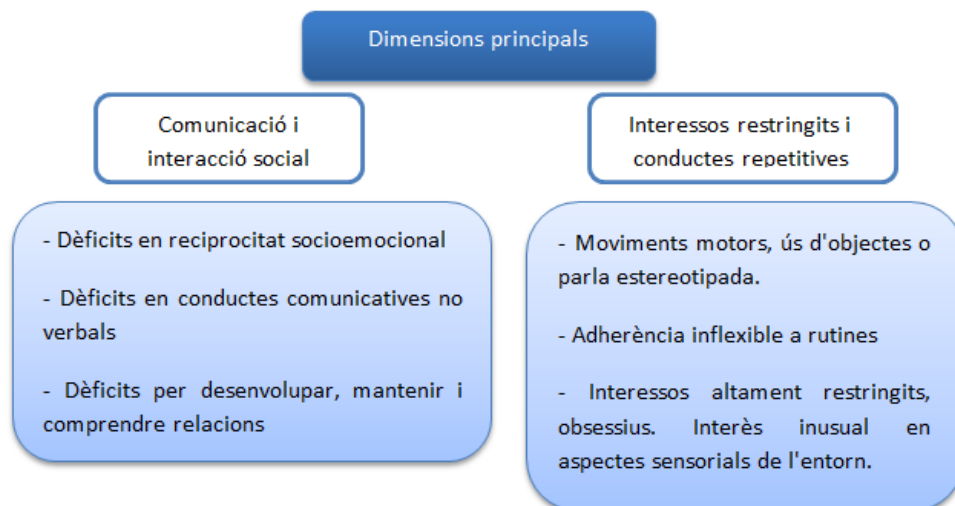 Dimensions principals
Comunicació i
interacció social
Interessos restringits i
conductes repetitives
- Dèficits en reciprocitat socioemocional
- Dèficits en conductes comunicatives no
verbals
- Dèficits per desenvolupar, mantenir i
comprendre relacions
- Moviments motors, ús d'objectes o
parla estereotipada.
- Adherència inflexible a rutines
- Interessos altament restringits,
obsessius. Interès inusual en
aspectes sensorials de l'entorn.